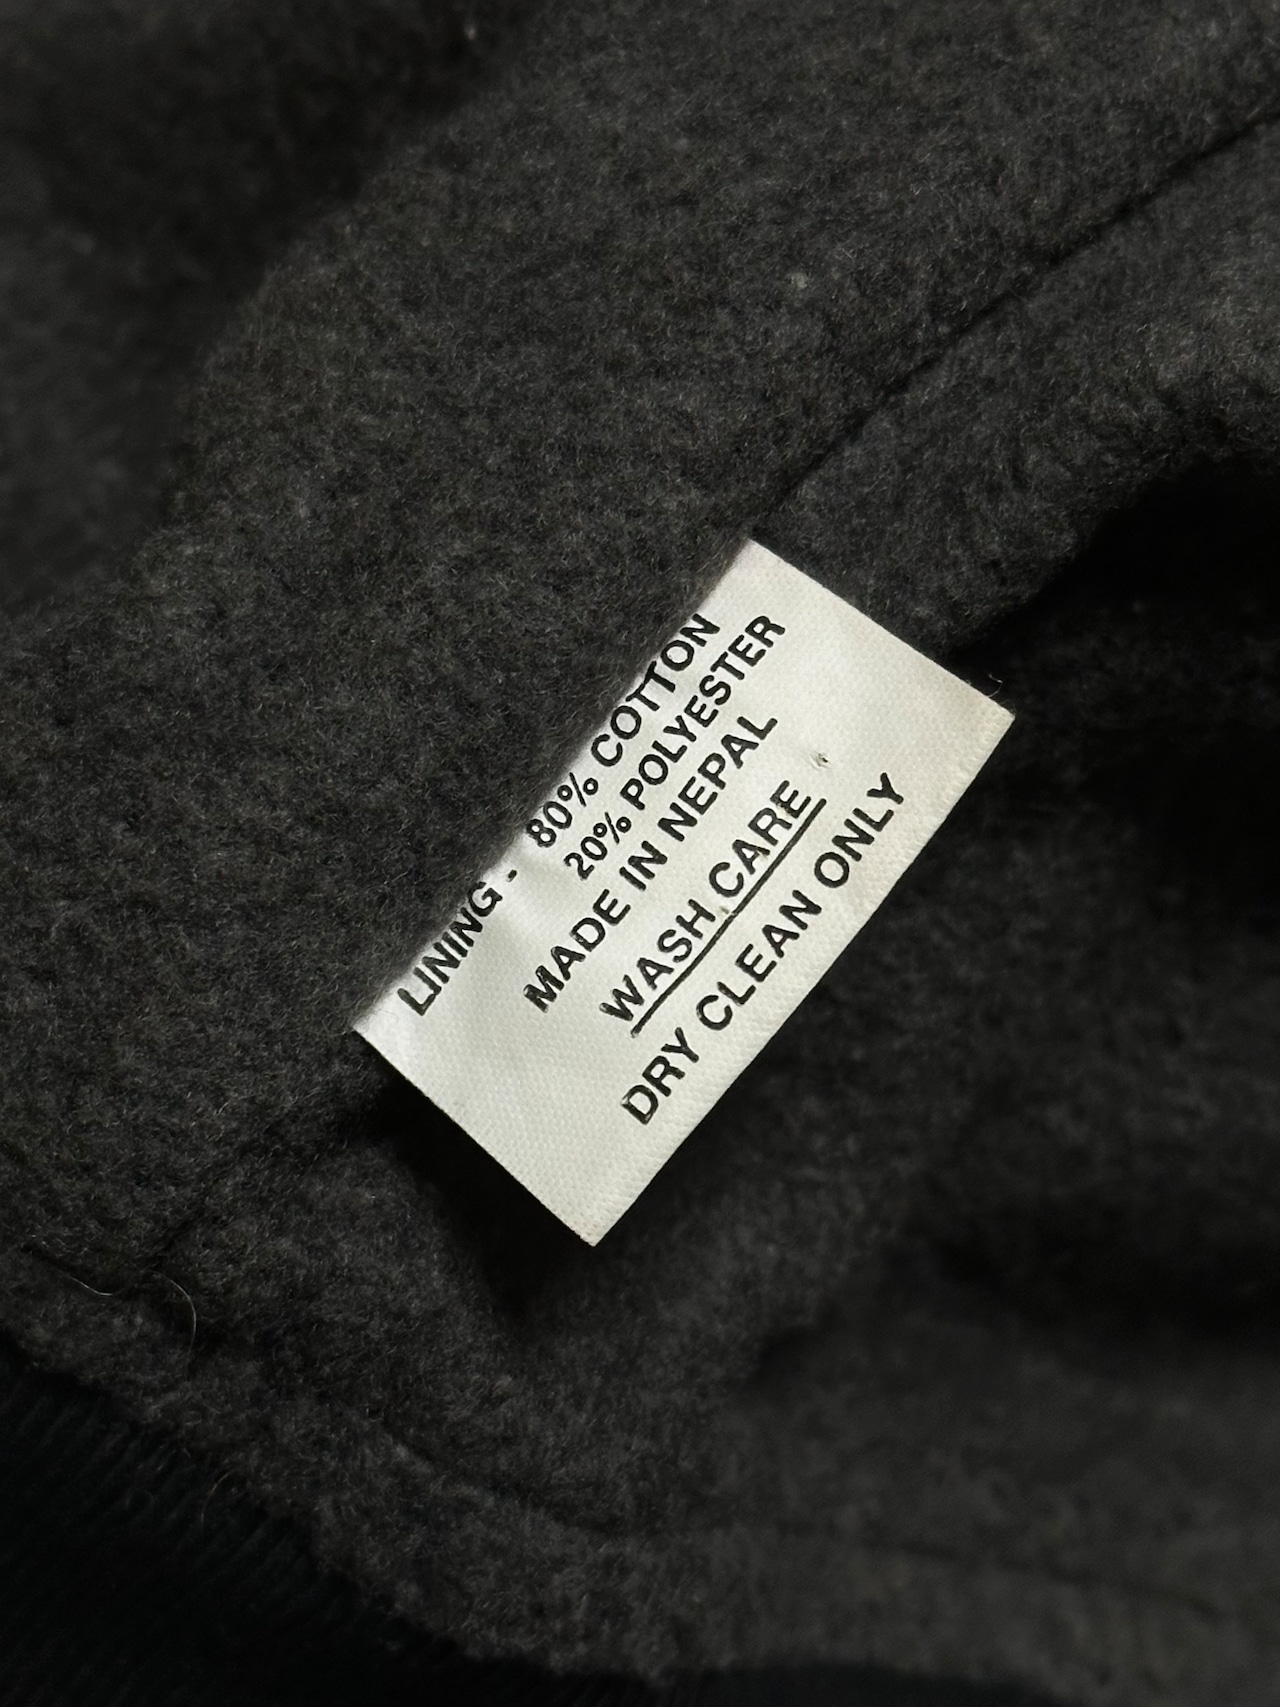 LINING - 80% COTTON
20% POLYESTER
MADE IN NEPAL
WASH CARE
DRY CLEAN ONLY